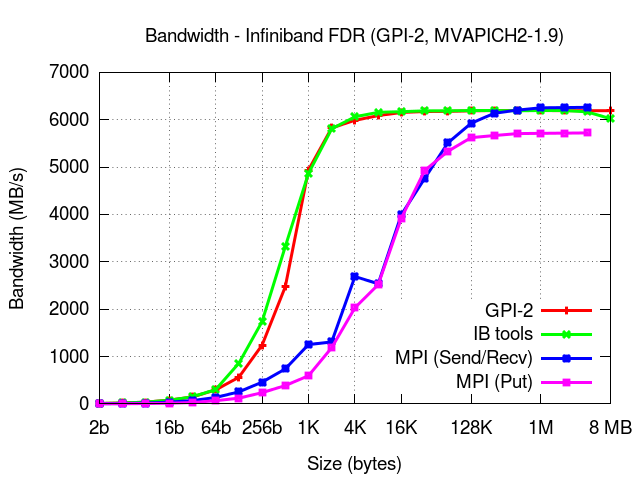 Bandwidth - Infiniband FDR (GPI-2, MVAPICH2-1.9)
7000
6000
5000
4000
3000
2000
1000
0
Bandwidth (MB/s)
GPI-2
IB tools
MPI (Send/Recv)
MPI (Put)
2b 16b 64b 256b 1K 4K 16K 128K 1M 8 MB
Size (bytes)